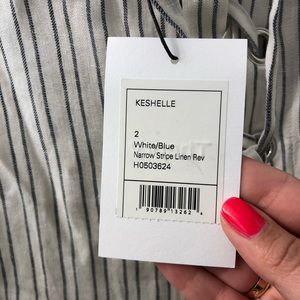 KESHELLE
2
White/Blue
Narrow Stripe Linen Rev
H0503624